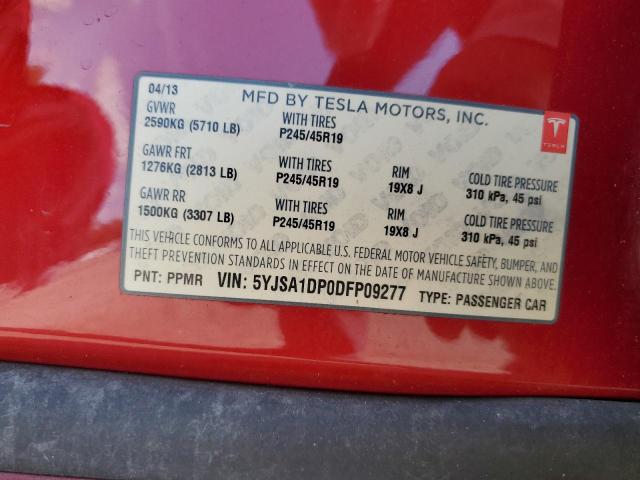 04/13
MFD BY TESLA MOTORS, INC.
GVWR
2590KG (5710 LB)
WITH TIRES
P245/45R19
TESLA
GAWR FRT
1276KG (2813 LB)
WITH TIRES
P245/45R19
RIM
19X8 J
COLD TIRE PRESSURE
310 kPa, 45 psi
GAWR RR
1500KG (3307 LB)
WITH TIRES
P245/45R19
RIM
19X8 J
COLD TIRE PRESSURE
310 kPa, 45 psi
THIS VEHICLE CONFORMS TO ALL APPLICABLE U.S. FEDERAL MOTOR VEHICLE SAFETY, BUMPER, AND
THEFT PREVENTION STANDARDS IN EFFECT ON THE DATE OF MANUFACTURE SHOWN ABOVE.
PNT: PPMR VIN: 5YJSA1DP0DFP09277 TYPE: PASSENGER CAR